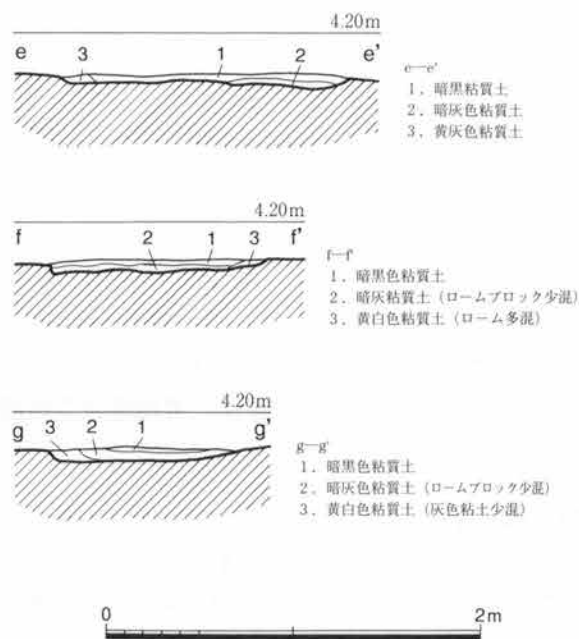 4.20m
e 3 1 2 e'
e—e'
1．暗黒粘質土
2．暗灰色粘質土
3．黄灰色粘質土
4.20m
f 2 1 3 f'
f—f'
1．暗黒色粘質土
2．暗灰粘質土（ロームブロック少混）
3．黄白色粘質土（ローム多混）
4.20m
g 3 2 1 g'
g—g'
1．暗黒色粘質土
2．暗灰色粘質土（ロームブロック少混）
3．黄白色粘質土（灰色粘土少混）
0 2m